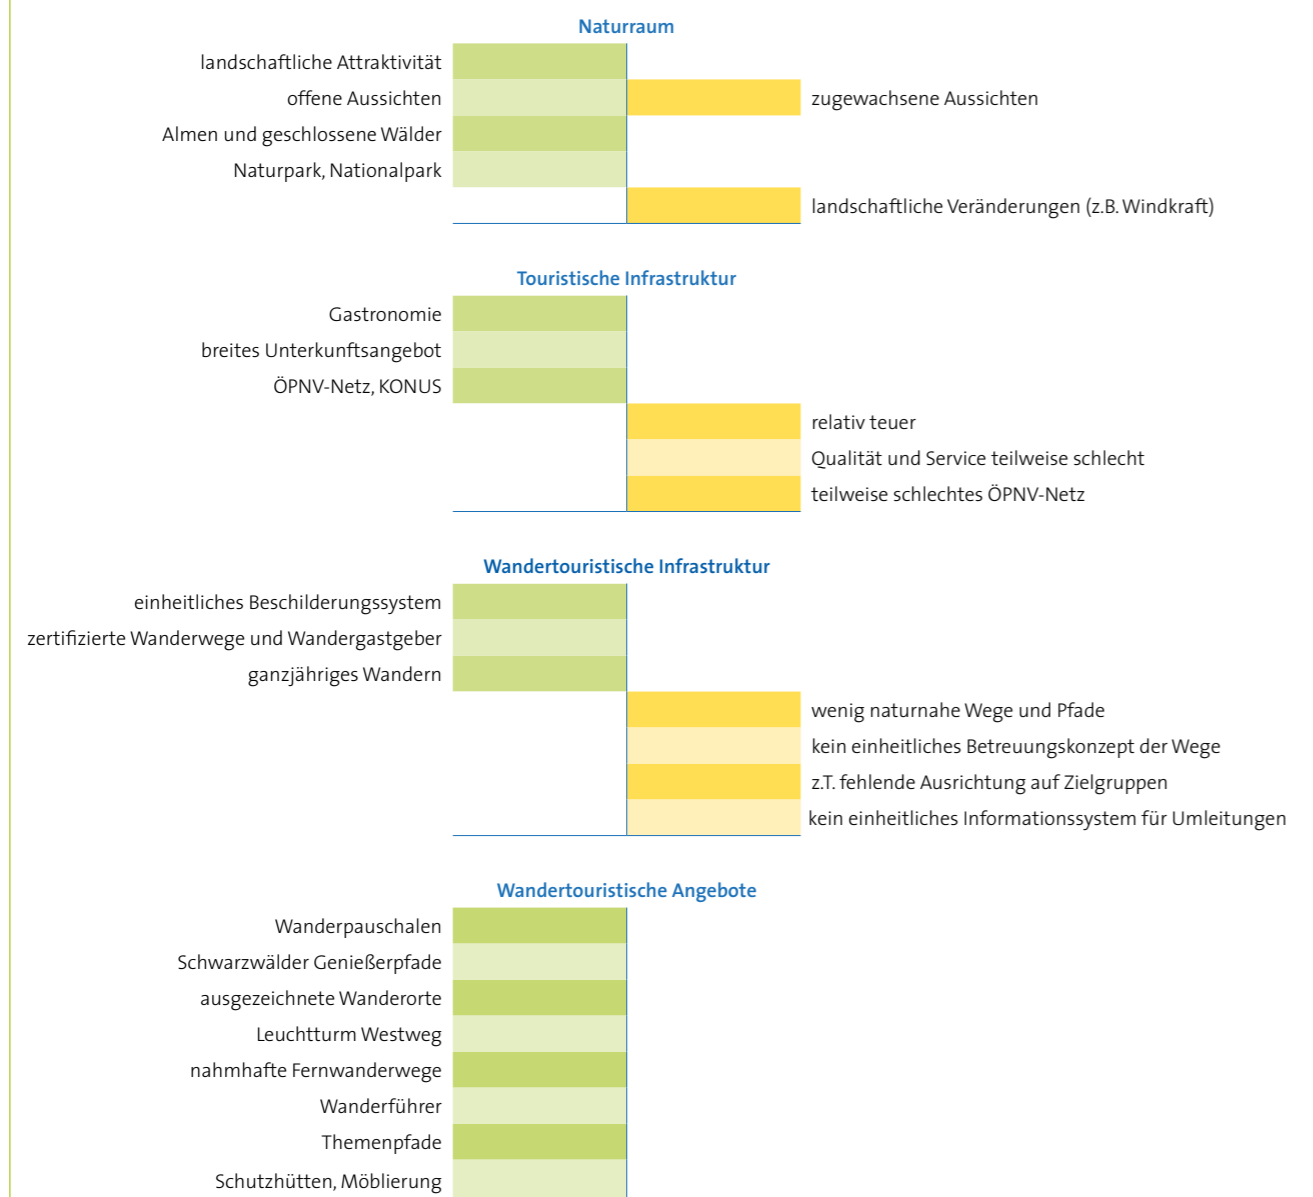 Naturraum
landschaftliche Attraktivität
offene Aussichten zugewachsene Aussichten
Almen und geschlossene Wälder
Naturpark, Nationalpark
landschaftliche Veränderungen (z.B. Windkraft)
Touristische Infrastruktur
Gastronomie
breites Unterkunftsangebot
ÖPNV-Netz, KONUS
relativ teuer
Qualität und Service teilweise schlecht
teilweise schlechtes ÖPNV-Netz
Wandertouristische Infrastruktur
einheitliches Beschilderungssystem
zertifizierte Wanderwege und Wandergastgeber
ganzjähriges Wandern
wenig naturnahe Wege und Pfade
kein einheitliches Betreuungskonzept der Wege
z.T. fehlende Ausrichtung auf Zielgruppen
kein einheitliches Informationssystem für Umleitungen
Wandertouristische Angebote
Wanderpauschalen
Schwarzwälder Genießerpfade
ausgezeichnete Wanderorte
Leuchtturm Westweg
nahmhafte Fernwanderwege
Wanderführer
Themenpfade
Schutzhütten, Möblierung